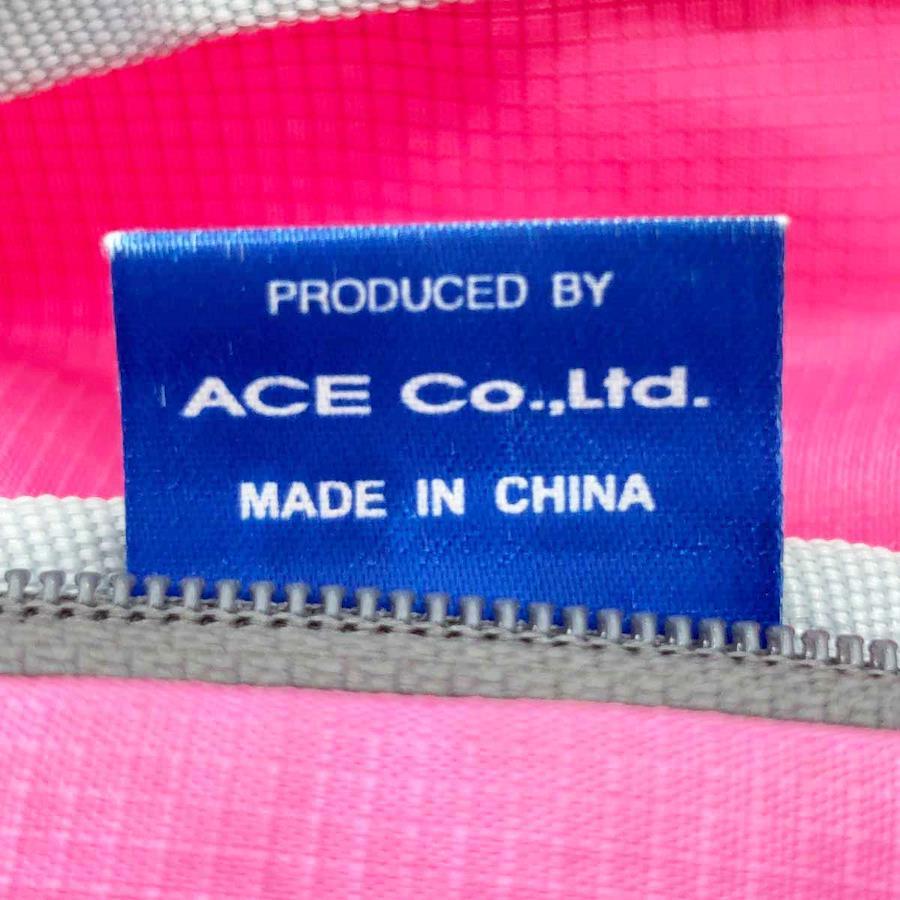 PRODUCED BY
ACE Co.,Ltd.
MADE IN CHINA